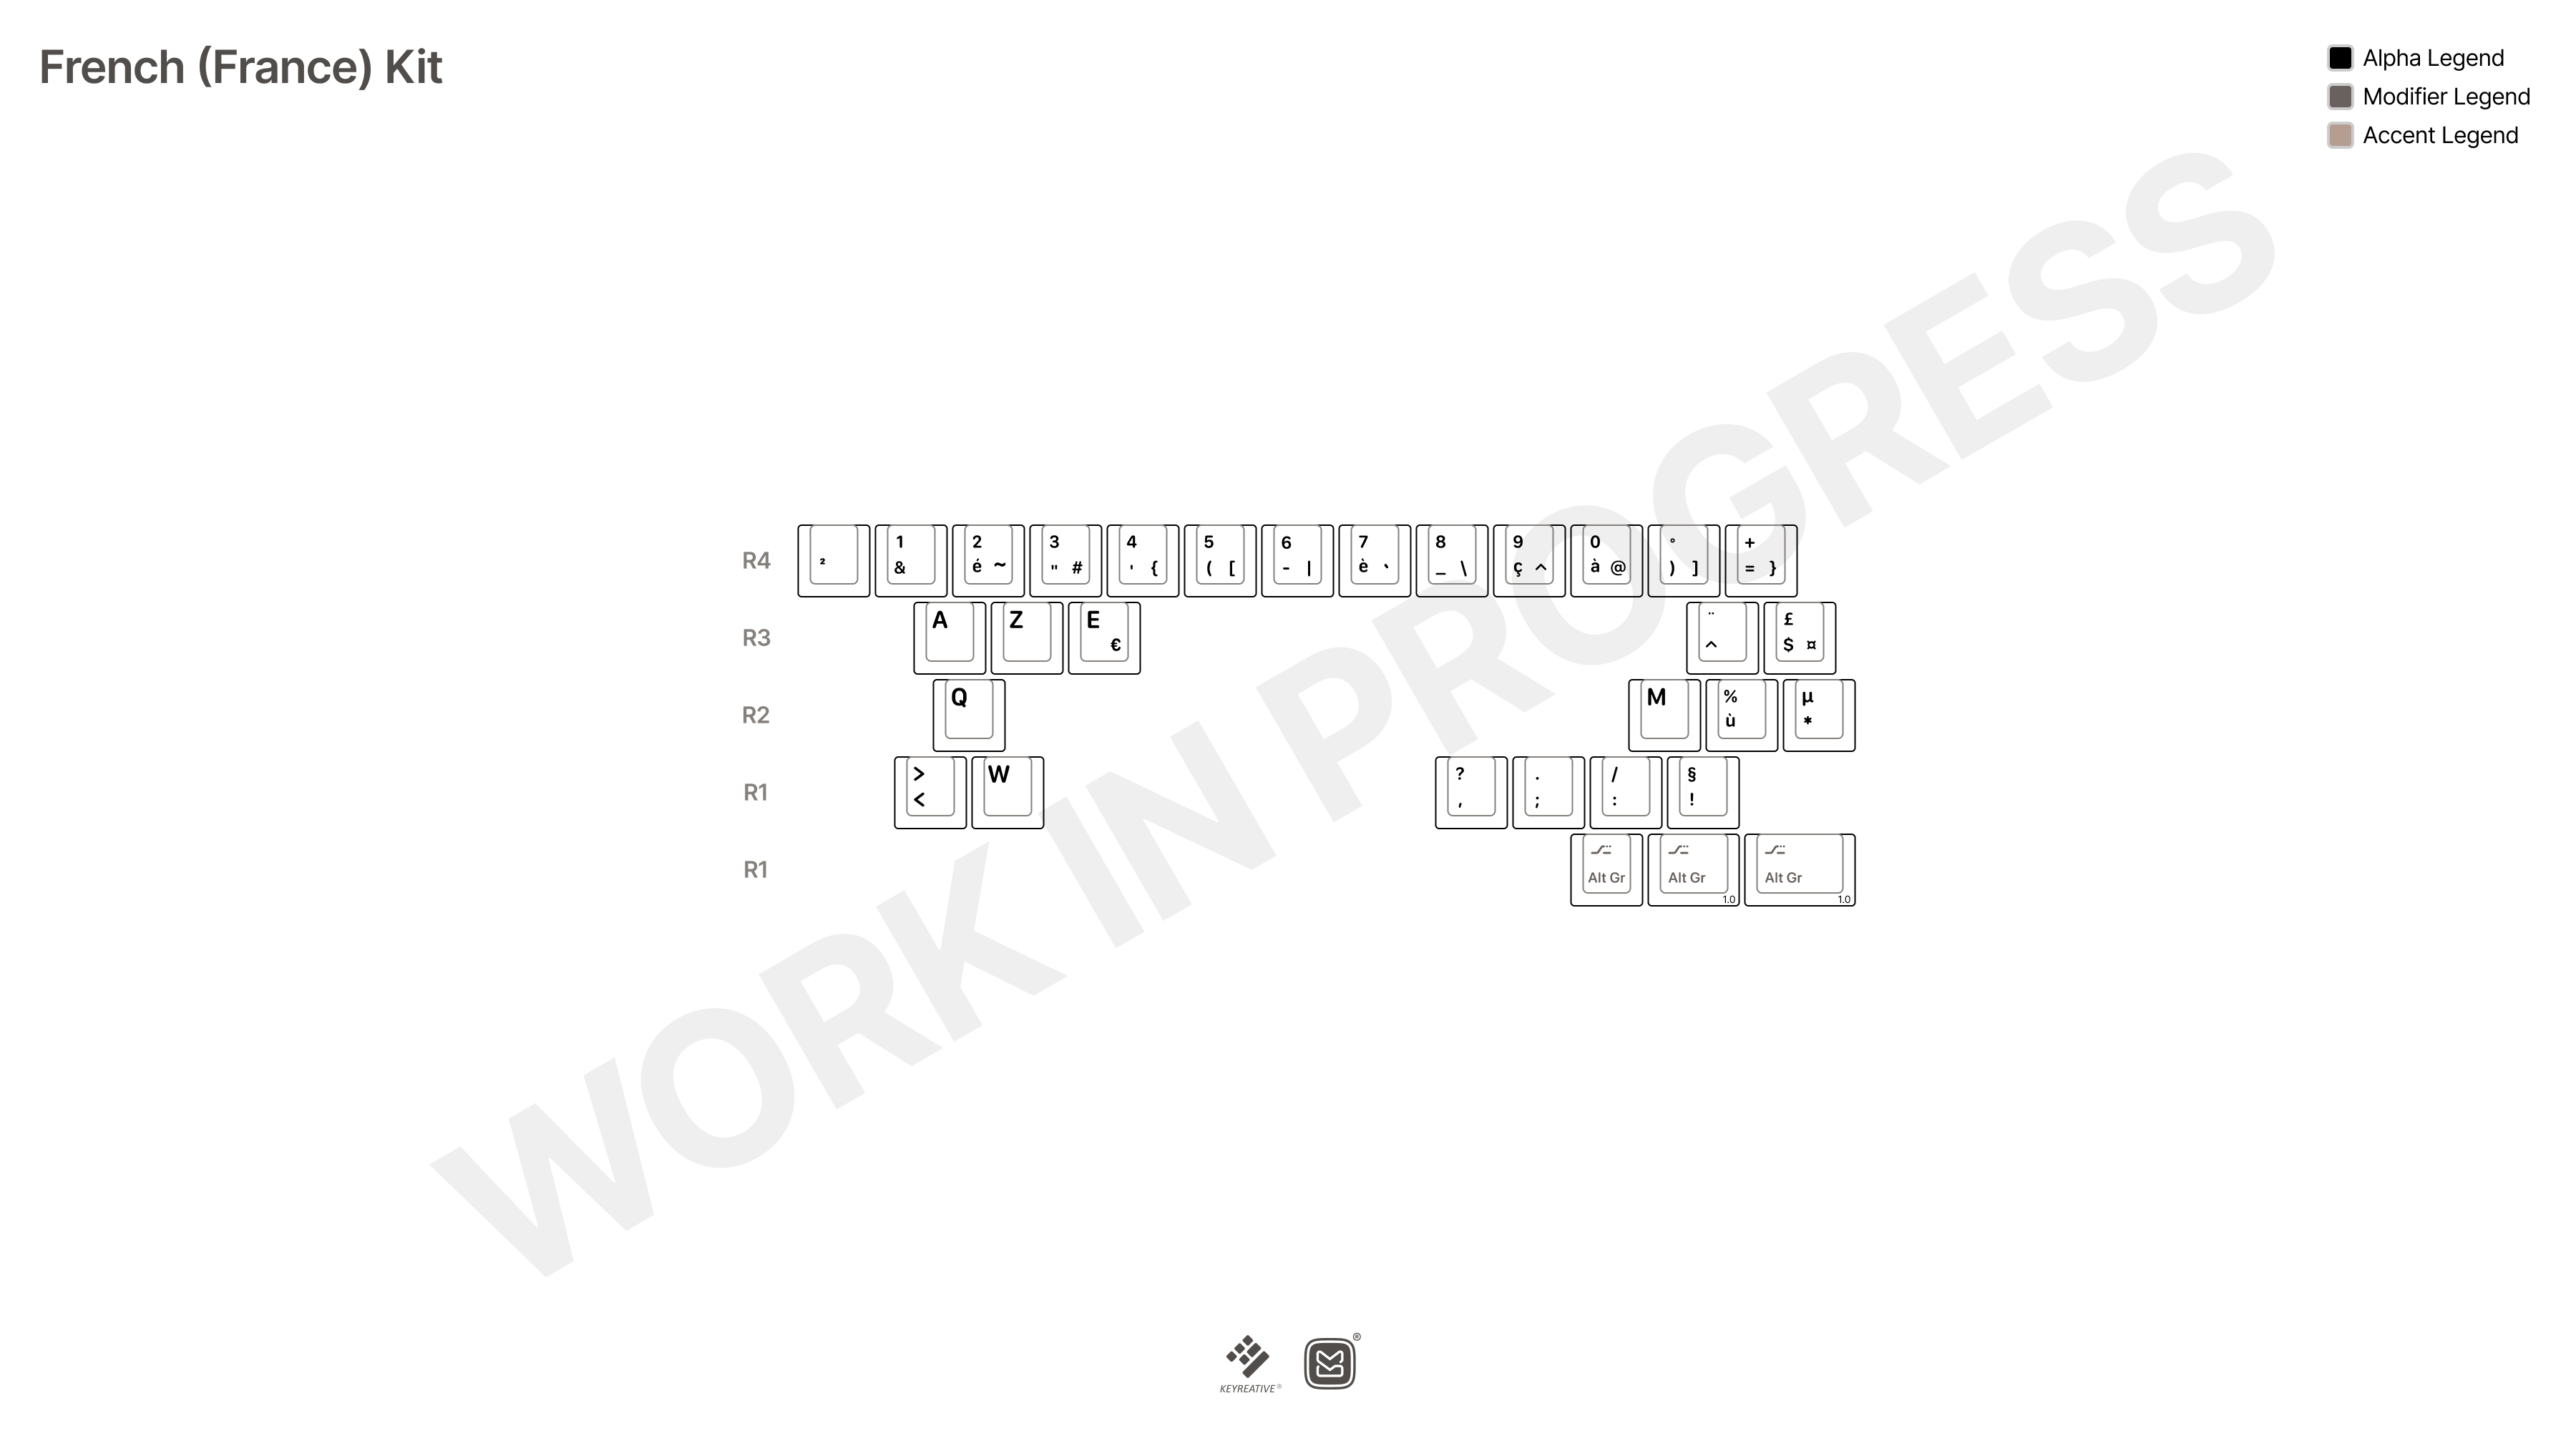 French (France) Kit
Alpha Legend
Modifier Legend
Accent Legend
WORK IN PROGRESS
R4
²
1
&
2
é ~
3
" #
4
' {
5
( [
6
- |
7
è `
8
_ \
9
ç ^
0
à @
°
) ]
+
= }
R3
A
Z
E
€
¨
^
£
$ ¤
R2
Q
M
%
ù
µ
*
R1
>
<
W
?
,
.
;
/
:
§
!
R1
Alt Gr
Alt Gr
1.0
Alt Gr
1.0
KEYREATIVE®
®